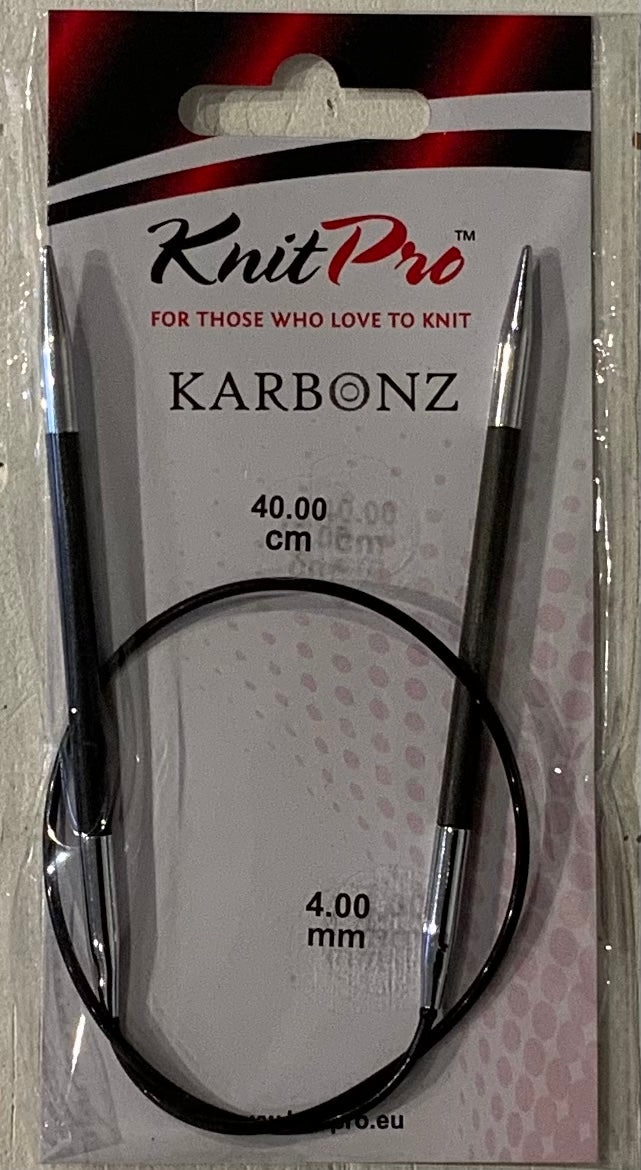 KnitPro™
FOR THOSE WHO LOVE TO KNIT
KARBONZ
40.00
cm
4.00
mm